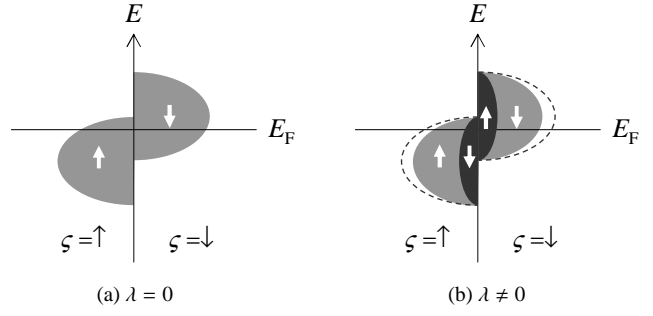 E
E
E_F
E_F
ς =↑
ς =↓
ς =↑
ς =↓
(a) λ = 0
(b) λ ≠ 0